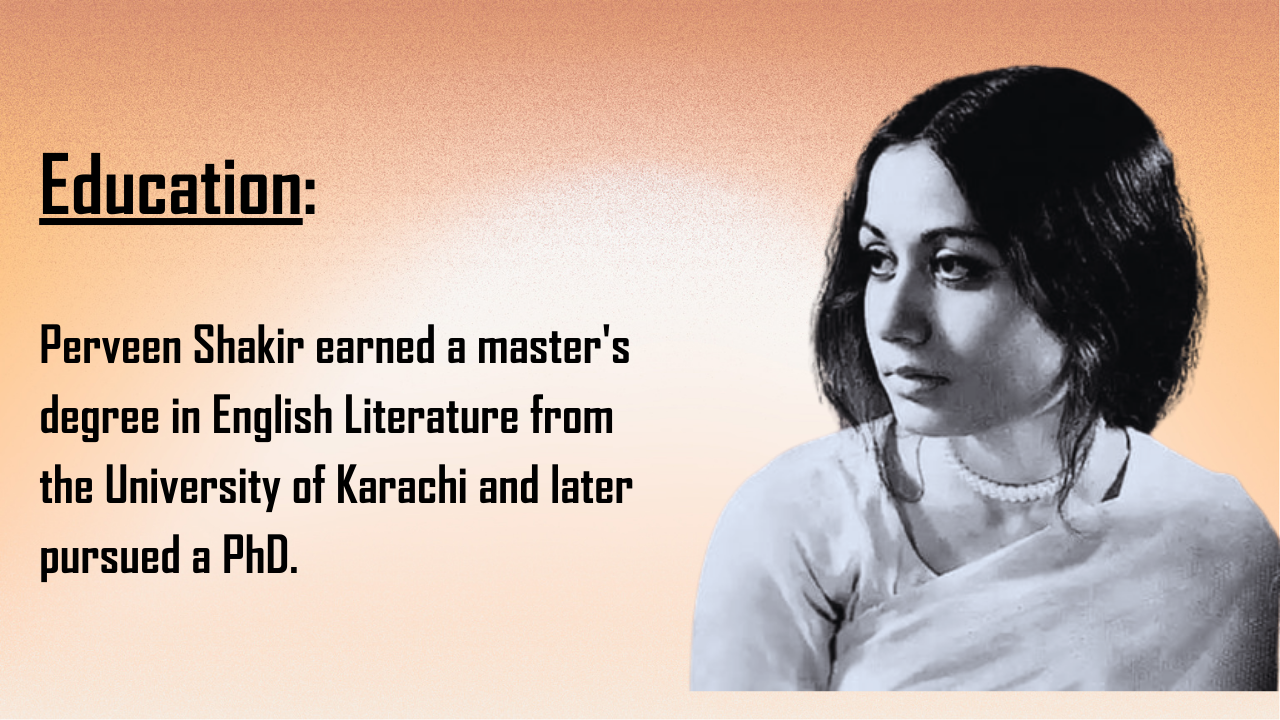 Education:
Perveen Shakir earned a master's
degree in English Literature from
the University of Karachi and later
pursued a PhD.